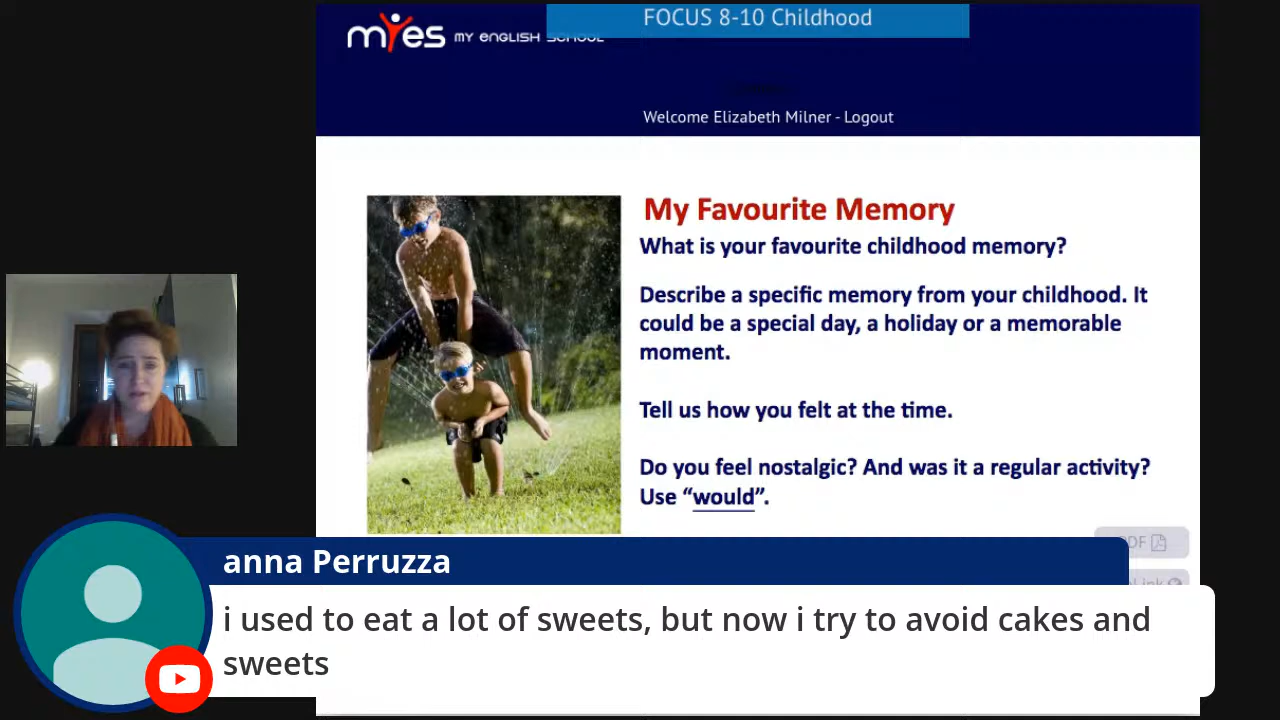 FOCUS 8-10 Childhood
myes MY ENGLISH SCHOOL
Welcome Elizabeth Milner - Logout
My Favourite Memory
What is your favourite childhood memory?
Describe a specific memory from your childhood. It
could be a special day, a holiday or a memorable
moment.
Tell us how you felt at the time.
Do you feel nostalgic? And was it a regular activity?
Use “would”.
PDF
anna Perruzza
i used to eat a lot of sweets, but now i try to avoid cakes and
sweets